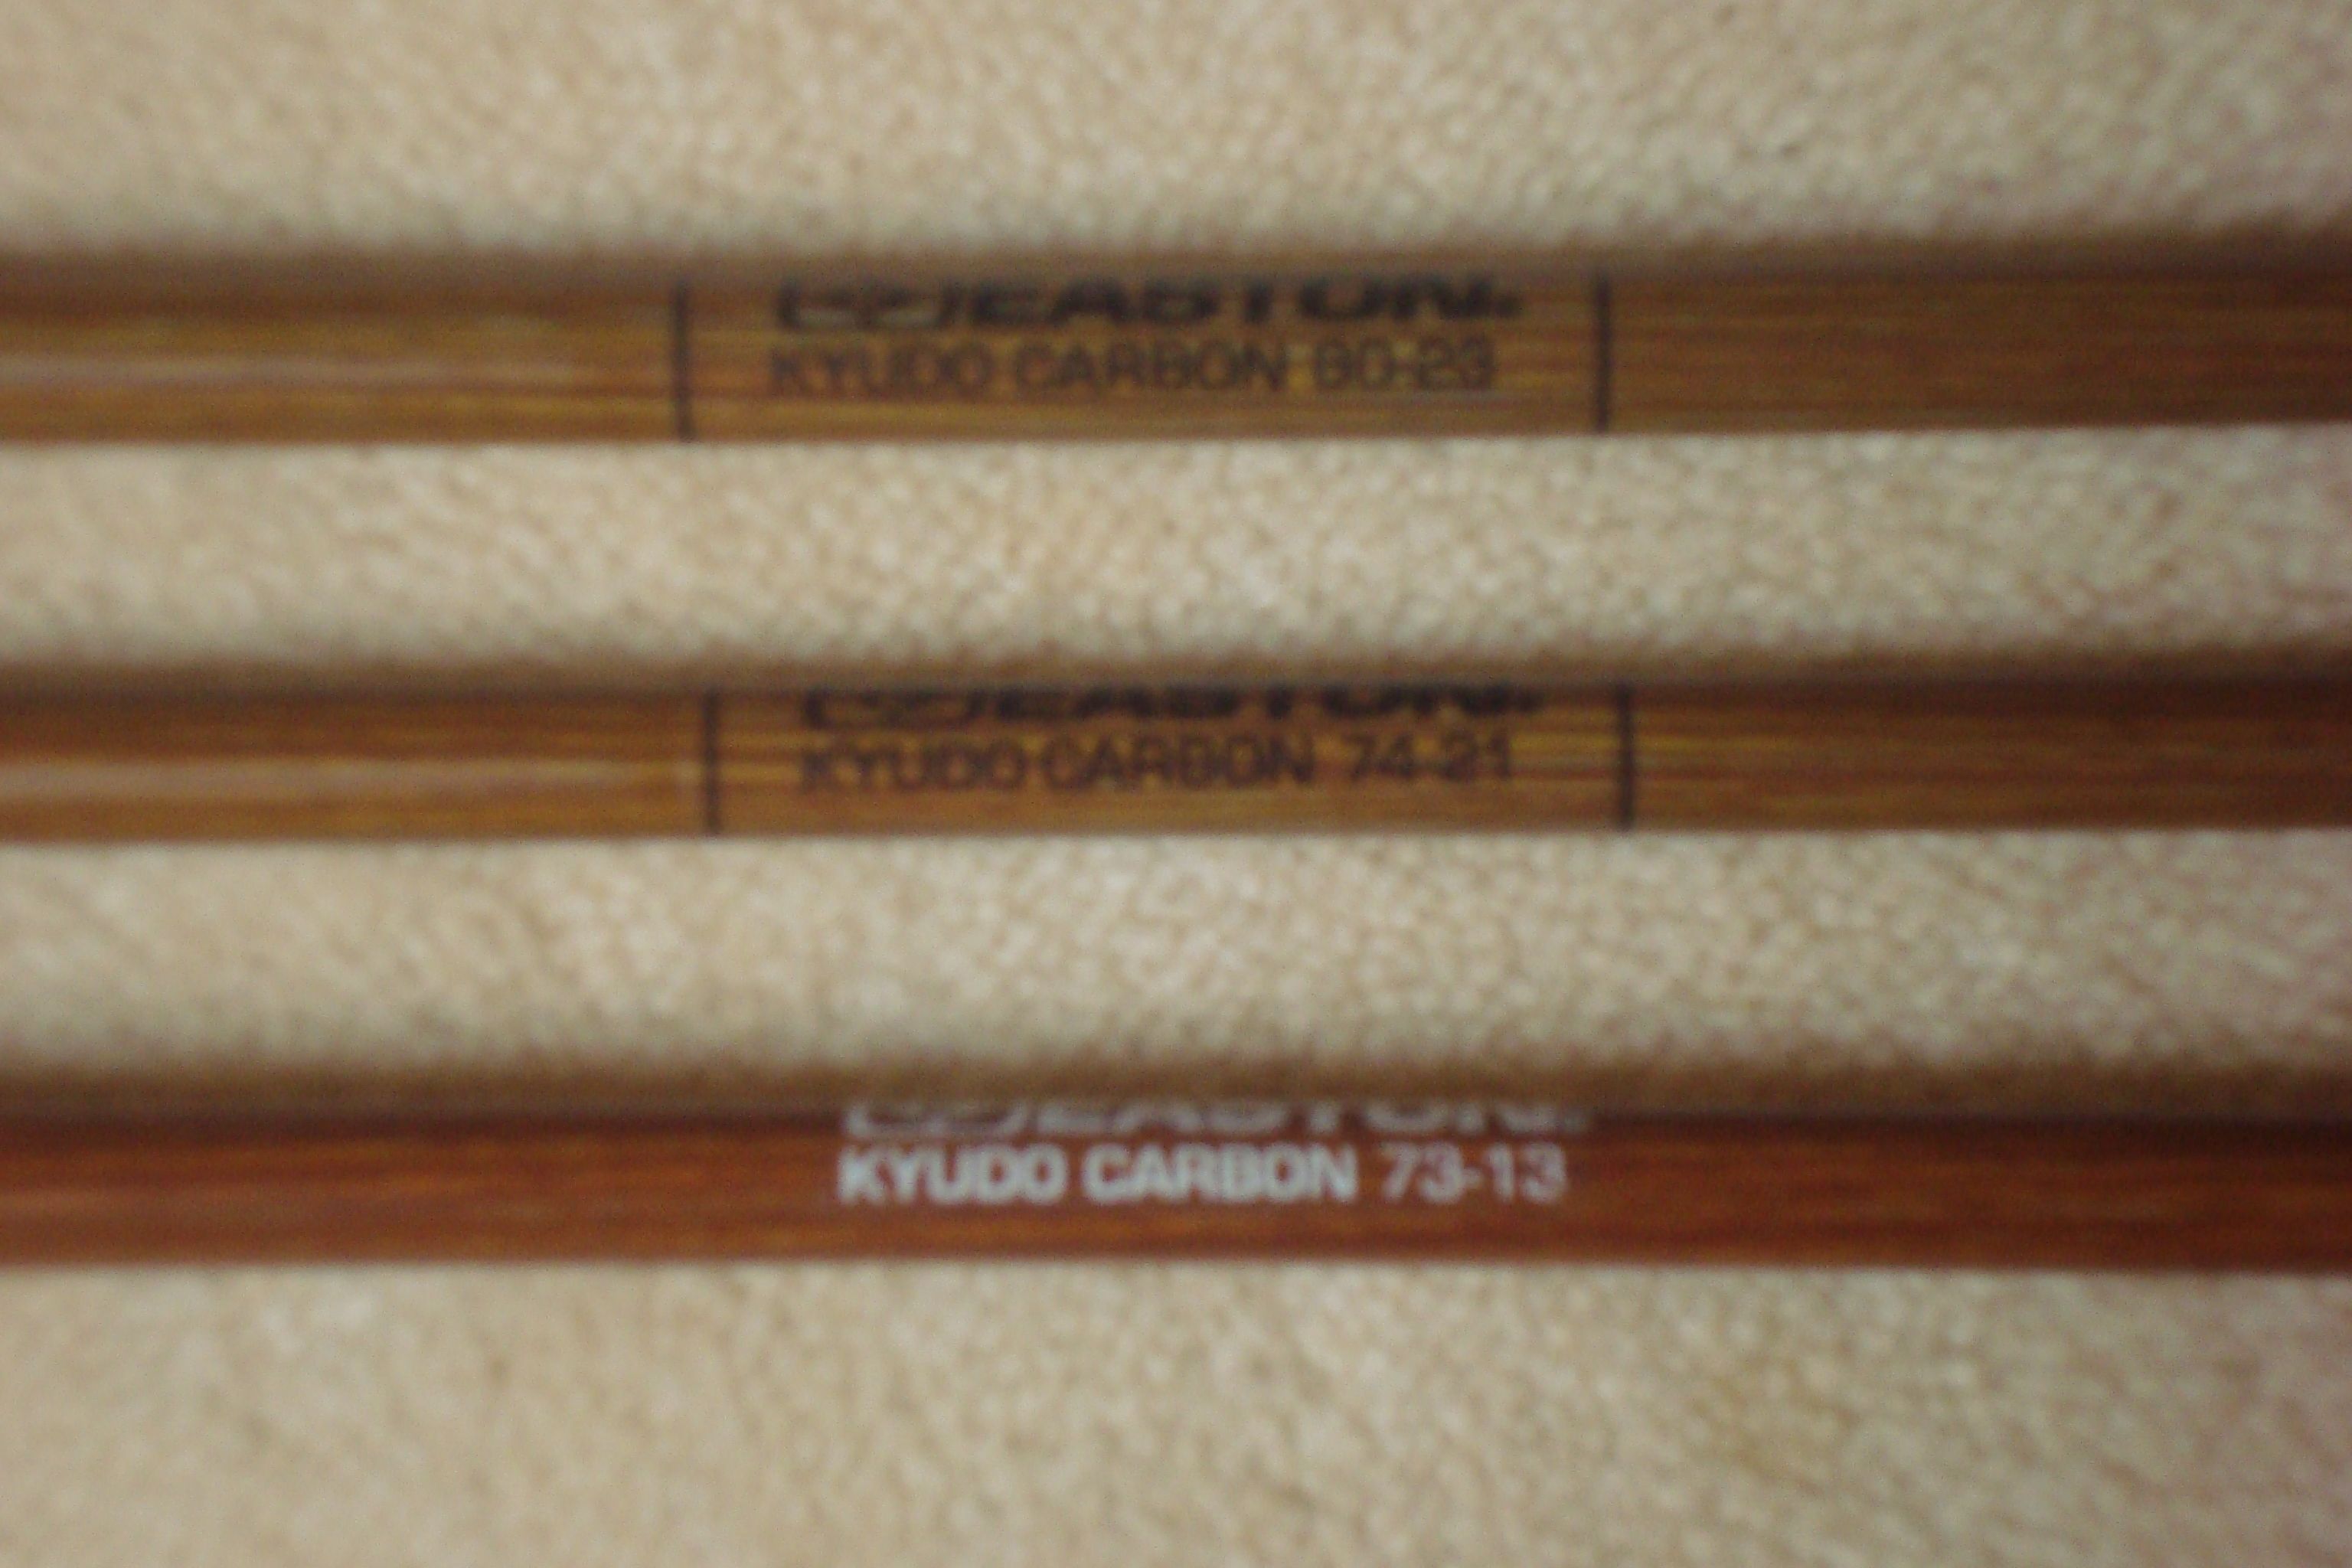 EASTON
KYUDO CARBON 80-23
EASTON
KYUDO CARBON 74-21
EASTON
KYUDO CARBON 73-13